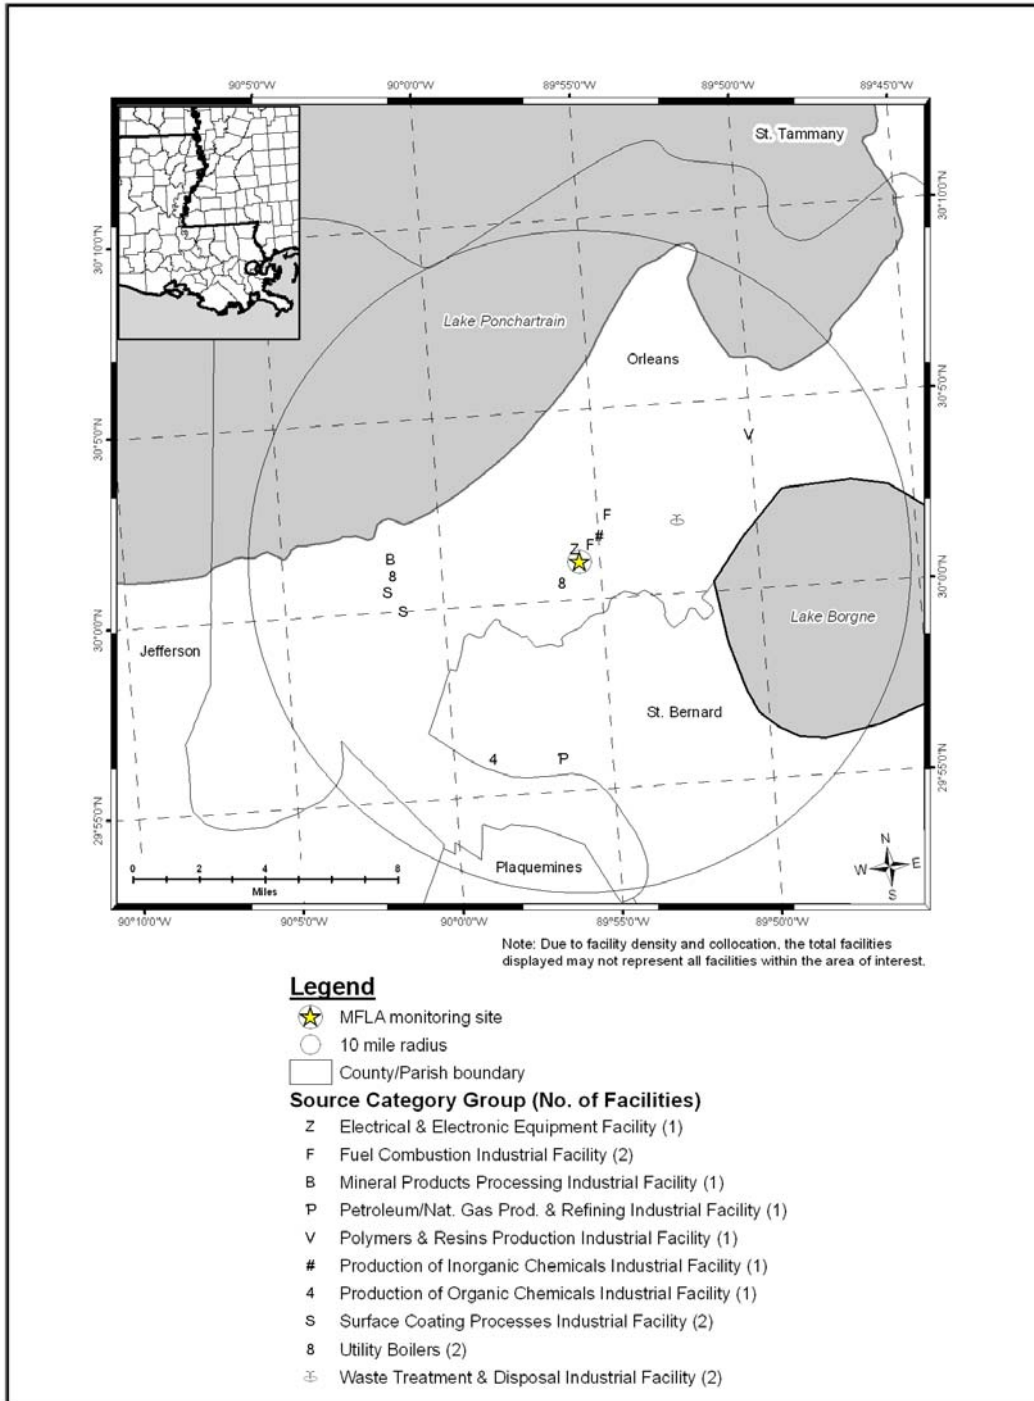 90°5'0"W 90°0'0"W 89°55'0"W 89°50'0"W 89°45'0"W
St. Tammany
30°10'0"N
30°10'0"N
Lake Ponchartrain
Orleans
30°5'0"N
30°5'0"N
V
F
#
F
Z
B
8
8
S
S
30°0'0"N
30°0'0"N
Lake Borgne
Jefferson
St. Bernard
4
P
29°55'0"N
29°55'0"N
Plaquemines
N
W E
S
0 2 4 6 8
Miles
90°10'0"W 90°5'0"W 90°0'0"W 89°55'0"W 89°50'0"W
Note: Due to facility density and collocation, the total facilities
displayed may not represent all facilities within the area of interest.
Legend
MFLA monitoring site
10 mile radius
County/Parish boundary
Source Category Group (No. of Facilities)
Z Electrical & Electronic Equipment Facility (1)
F Fuel Combustion Industrial Facility (2)
B Mineral Products Processing Industrial Facility (1)
P Petroleum/Nat. Gas Prod. & Refining Industrial Facility (1)
V Polymers & Resins Production Industrial Facility (1)
# Production of Inorganic Chemicals Industrial Facility (1)
4 Production of Organic Chemicals Industrial Facility (1)
S Surface Coating Processes Industrial Facility (2)
8 Utility Boilers (2)
Waste Treatment & Disposal Industrial Facility (2)